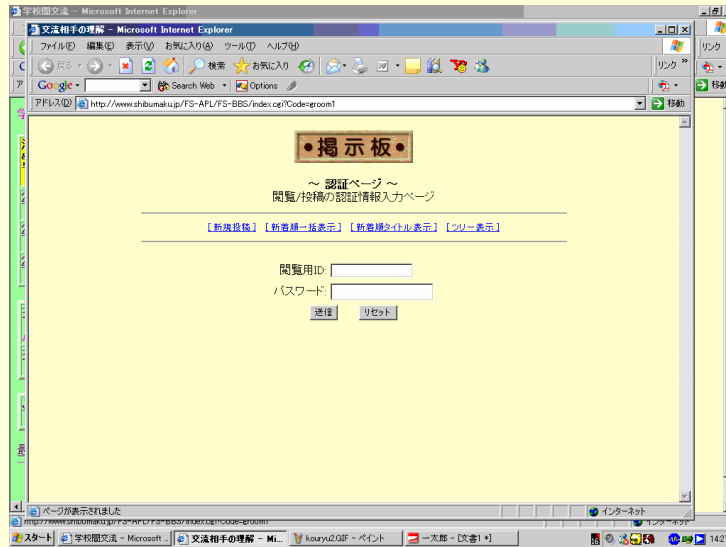 学校間交流 - Microsoft Internet Explorer
交流相手の理解 - Microsoft Internet Explorer
ファイル(F) 編集(E) 表示(V) お気に入り(A) ツール(T) ヘルプ(H)
リンク
戻る 検索 お気に入り
リンク »
Google Search Web Options
アドレス(D) http://www.shibumaku.jp/FS-APL/FS-BBS/index.cgi?Code=groom1 移動
•掲示板•
～ 認証ページ ～
閲覧/投稿の認証情報入力ページ
[新規投稿] [新着順一括表示] [新着順タイトル表示] [ツリー表示]
閲覧用ID:
パスワード:
送信 リセット
ページが表示されました インターネット
スタート 学校間交流 - Microsoft ... 交流相手の理解 - Mi... kouryu2.GIF - ペイント 一太郎 - [文書1 *]